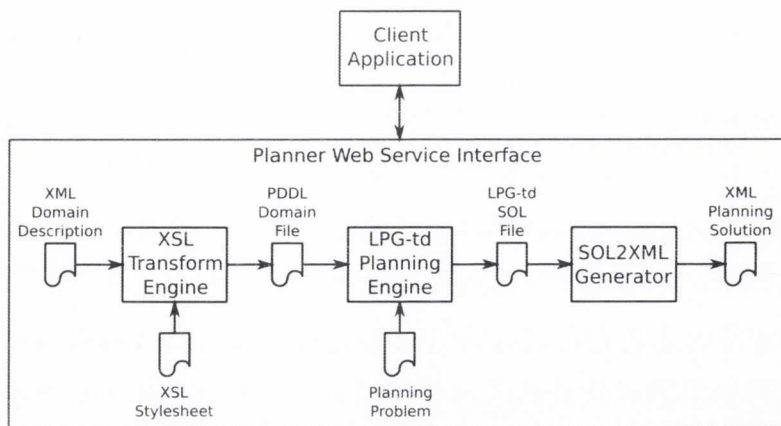 Client
Application
Planner Web Service Interface
XML
Domain
Description
XSL
Transform
Engine
PDDL
Domain
File
LPG-td
Planning
Engine
LPG-td
SOL
File
SOL2XML
Generator
XML
Planning
Solution
XSL
Stylesheet
Planning
Problem